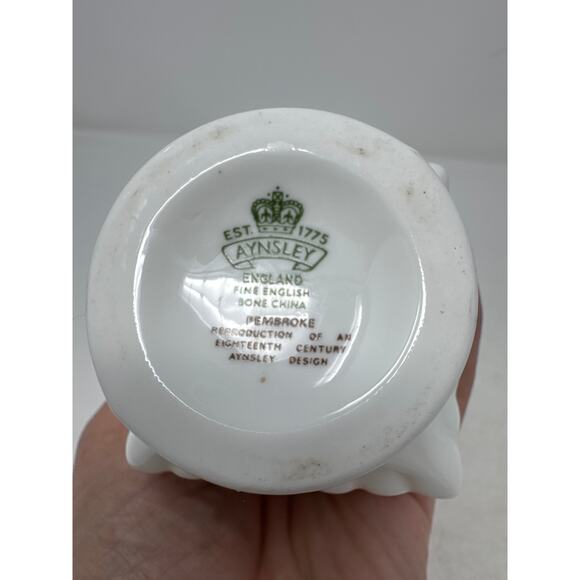 EST. 1775
AYNSLEY
ENGLAND
FINE ENGLISH
BONE CHINA
PEMBROKE
REPRODUCTION OF AN
EIGHTEENTH CENTURY
AYNSLEY DESIGN